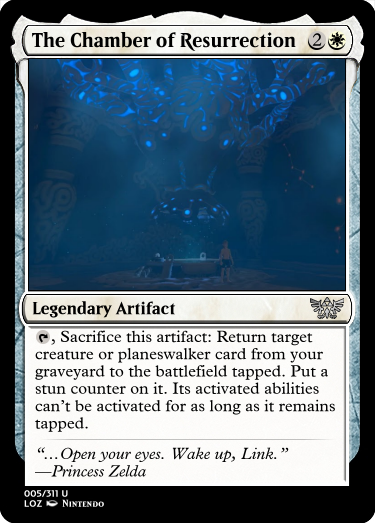 The Chamber of Resurrection 2
Legendary Artifact
, Sacrifice this artifact: Return target
creature or planeswalker card from your
graveyard to the battlefield tapped. Put a
stun counter on it. Its activated abilities
can't be activated for as long as it remains
tapped.
“…Open your eyes. Wake up, Link.”
—Princess Zelda
005/311 U
LOZ Nintendo